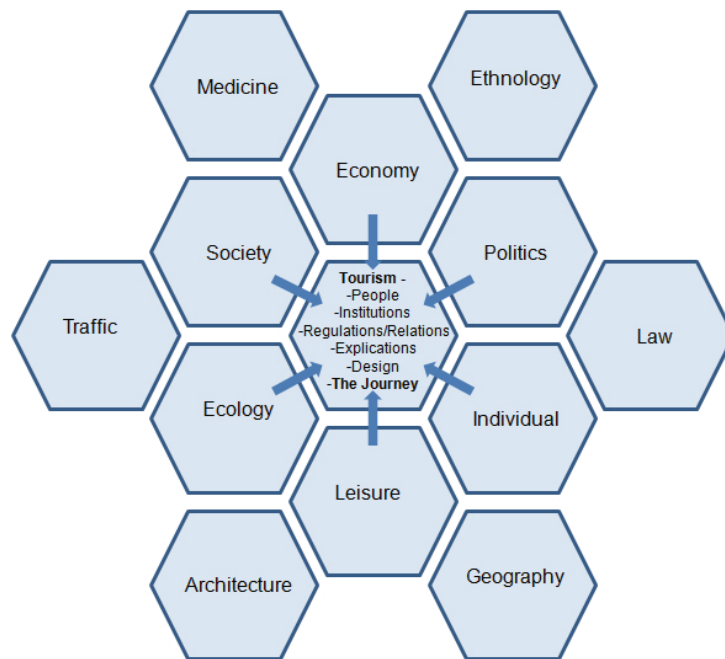 Medicine
Ethnology
Economy
Society
Politics
Traffic
Tourism -
-People
-Institutions
-Regulations/Relations
-Explications
-Design
-The Journey
Law
Ecology
Individual
Leisure
Architecture
Geography